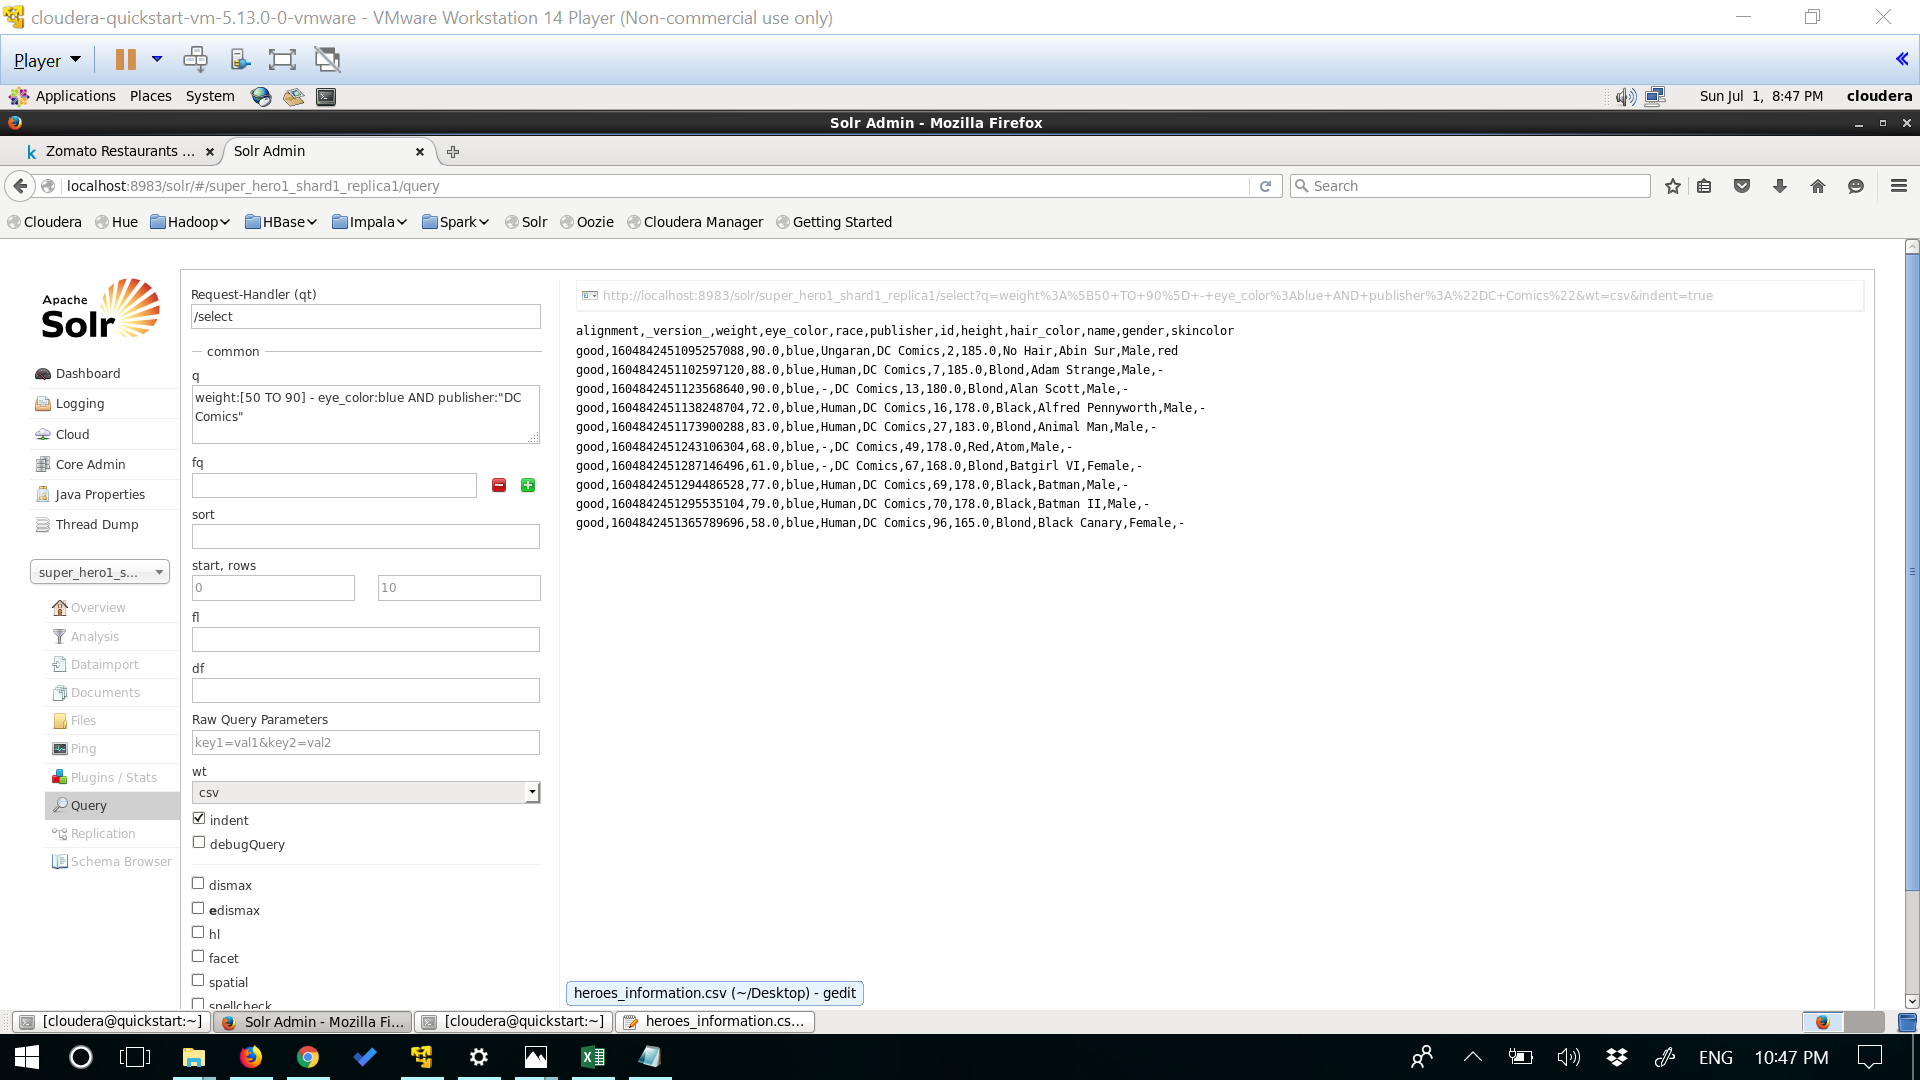 cloudera-quickstart-vm-5.13.0-0-vmware - VMware Workstation 14 Player (Non-commercial use only)
Player
Applications Places System Sun Jul 1, 8:47 PM cloudera
Solr Admin - Mozilla Firefox
k Zomato Restaurants ... Solr Admin
localhost:8983/solr/#/super_hero1_shard1_replica1/query Search
Cloudera Hue Hadoop HBase Impala Spark Solr Oozie Cloudera Manager Getting Started
Apache
Solr
Dashboard
Logging
Cloud
Core Admin
Java Properties
Thread Dump
super_hero1_s...
Overview
Analysis
Dataimport
Documents
Files
Ping
Plugins / Stats
Query
Replication
Schema Browser
Request-Handler (qt)
/select
common
q
weight:[50 TO 90] - eye_color:blue AND publisher:"DC
Comics"
fq
sort
start, rows
0 10
fl
df
Raw Query Parameters
key1=val1&key2=val2
wt
csv
indent
debugQuery
dismax
edismax
hl
facet
spatial
spellcheck
http://localhost:8983/solr/super_hero1_shard1_replica1/select?q=weight%3A%5B50+TO+90%5D+-+eye_color%3Ablue+AND+publisher%3A%22DC+Comics%22&wt=csv&indent=true
alignment,_version_,weight,eye_color,race,publisher,id,height,hair_color,name,gender,skincolor
good,1604842451095257088,90.0,blue,Ungaran,DC Comics,2,185.0,No Hair,Abin Sur,Male,red
good,1604842451102597120,88.0,blue,Human,DC Comics,7,185.0,Blond,Adam Strange,Male,-
good,1604842451123568640,90.0,blue,-,DC Comics,13,180.0,Blond,Alan Scott,Male,-
good,1604842451138248704,72.0,blue,Human,DC Comics,16,178.0,Black,Alfred Pennyworth,Male,-
good,1604842451173900288,83.0,blue,Human,DC Comics,27,183.0,Blond,Animal Man,Male,-
good,1604842451243106304,68.0,blue,-,DC Comics,49,178.0,Red,Atom,Male,-
good,1604842451287146496,61.0,blue,-,DC Comics,67,168.0,Blond,Batgirl VI,Female,-
good,1604842451294486528,77.0,blue,Human,DC Comics,69,178.0,Black,Batman,Male,-
good,1604842451295535104,79.0,blue,Human,DC Comics,70,178.0,Black,Batman II,Male,-
good,1604842451365789696,58.0,blue,Human,DC Comics,96,165.0,Blond,Black Canary,Female,-
heroes_information.csv (~/Desktop) - gedit
[cloudera@quickstart:~] Solr Admin - Mozilla Fi... [cloudera@quickstart:~] heroes_information.cs...
ENG 10:47 PM